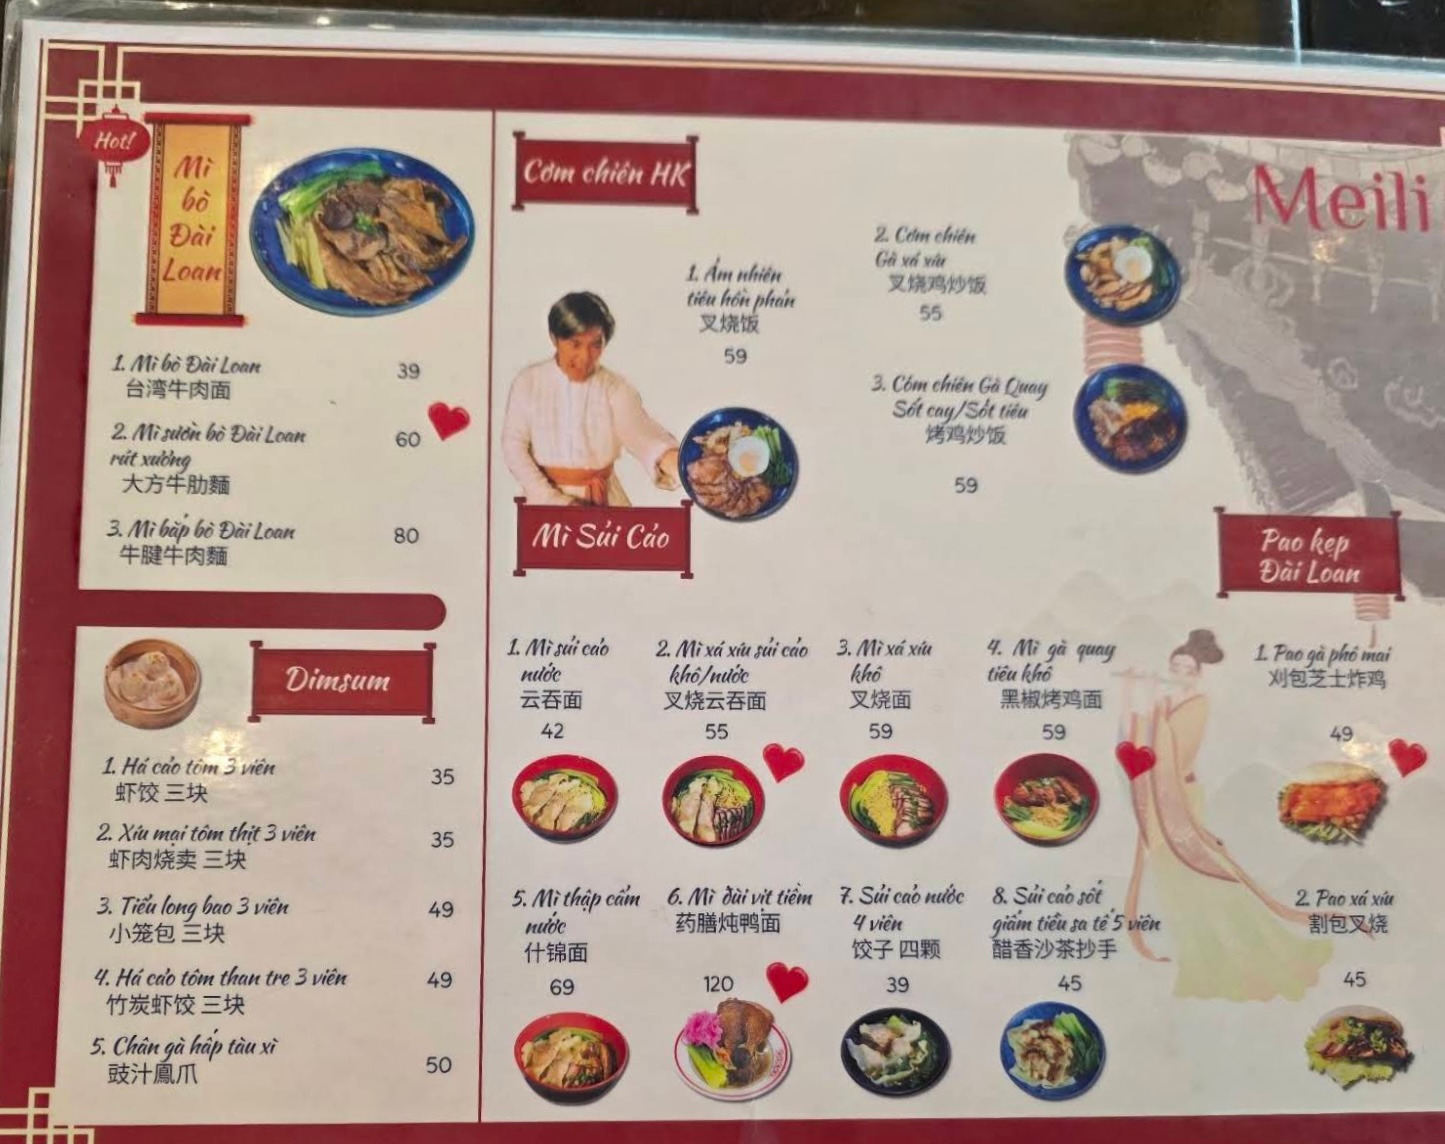 Hot!
Mì
bò
Đài
Loan
1. Mì bò Đài Loan 39
台湾牛肉面
2. Mì sườn bò Đài Loan 60
rút xương
大方牛肋麵
3. Mì bắp bò Đài Loan 80
牛腱牛肉麵
Dimsum
1. Há cảo tôm 3 viên 35
虾饺 三块
2. Xíu mại tôm thịt 3 viên 35
虾肉烧卖 三块
3. Tiểu long bao 3 viên 49
小笼包 三块
4. Há cảo tôm than tre 3 viên 49
竹炭虾饺 三块
5. Chân gà hấp tàu xì 50
豉汁鳳爪
Cơm chiên HK
1. Ảm nhiên
tiêu hồn phản
叉烧饭
59
2. Cơm chiên
Gà xá xíu
叉烧鸡炒饭
55
3. Cơm chiên Gà Quay
Sốt cay/Sốt tiêu
烤鸡炒饭
59
Meili
Mì Sủi Cảo
1. Mì sủi cảo
nước
云吞面
42
2. Mì xá xíu sủi cảo
khô/nước
叉烧云吞面
55
3. Mì xá xíu
khô
叉烧面
59
4. Mì gà quay
tiêu khô
黑椒烤鸡面
59
5. Mì thập cẩm
nước
什锦面
69
6. Mì đùi vịt tiềm
药膳炖鸭面
120
7. Sủi cảo nước
4 viên
饺子 四颗
39
8. Sủi cảo sốt
giấm tiều sa tế 5 viên
醋香沙茶抄手
45
Pao kẹp
Đài Loan
1. Pao gà phô mai
刈包芝士炸鸡
49
2. Pao xá xíu
割包叉烧
45